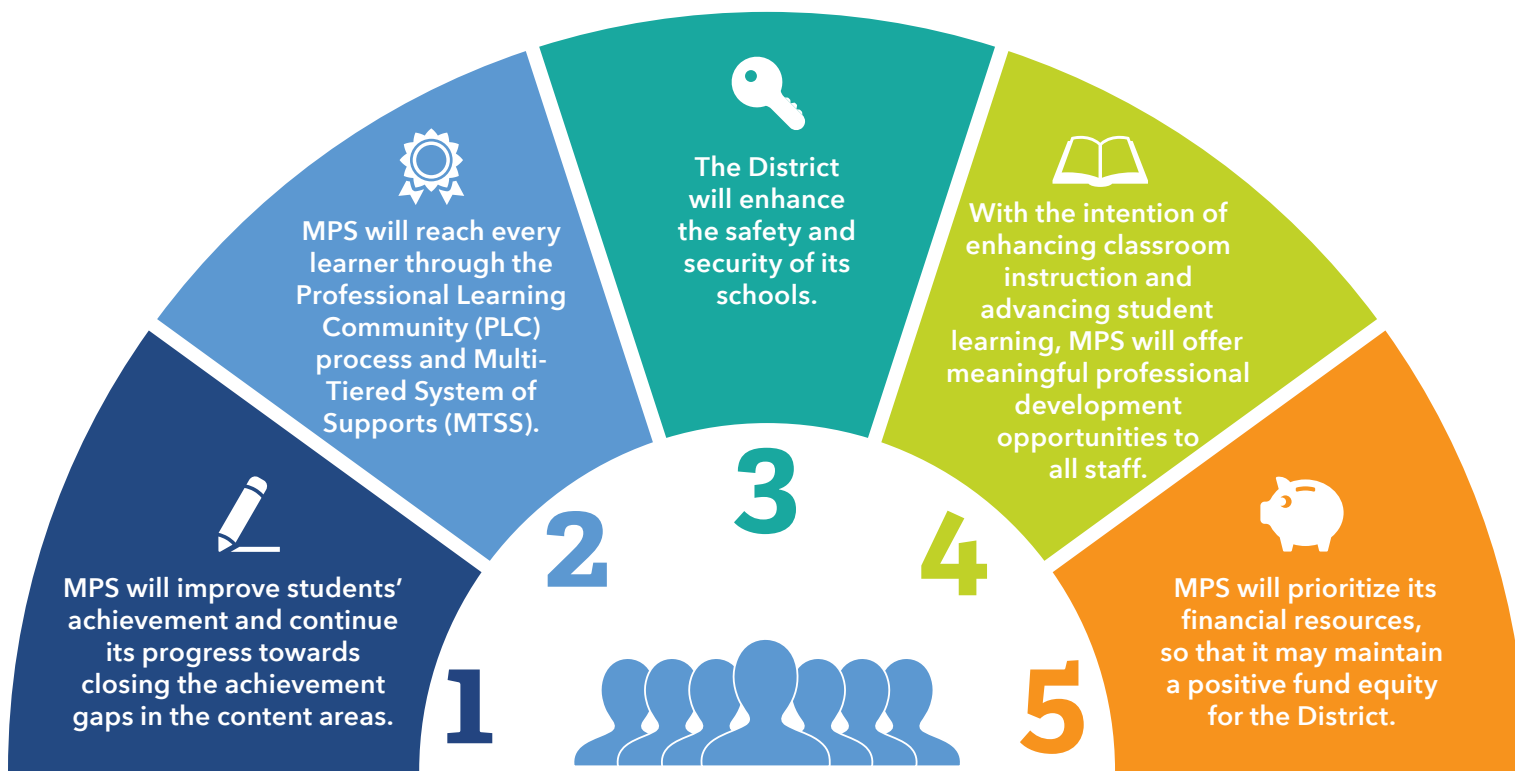 MPS will improve students’
achievement and continue
its progress towards
closing the achievement
gaps in the content areas.
1
MPS will reach every
learner through the
Professional Learning
Community (PLC)
process and Multi-
Tiered System of
Supports (MTSS).
2
The District
will enhance
the safety and
security of its
schools.
3
With the intention of
enhancing classroom
instruction and
advancing student
learning, MPS will offer
meaningful professional
development
opportunities to
all staff.
4
MPS will prioritize its
financial resources,
so that it may maintain
a positive fund equity
for the District.
5